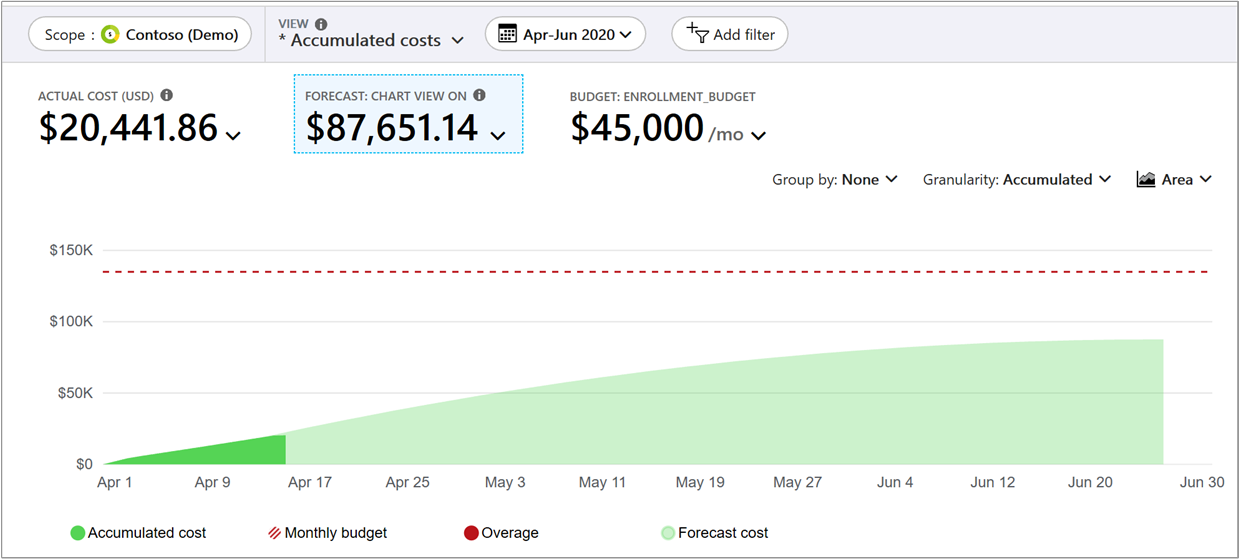 Scope : Contoso (Demo)
VIEW
* Accumulated costs
Apr-Jun 2020
Add filter
ACTUAL COST (USD)
$20,441.86
FORECAST: CHART VIEW ON
$87,651.14
BUDGET: ENROLLMENT_BUDGET
$45,000 /mo
Group by: None
Granularity: Accumulated
Area
$150K
$100K
$50K
$0
Apr 1
Apr 9
Apr 17
Apr 25
May 3
May 11
May 19
May 27
Jun 4
Jun 12
Jun 20
Jun 30
Accumulated cost
Monthly budget
Overage
Forecast cost